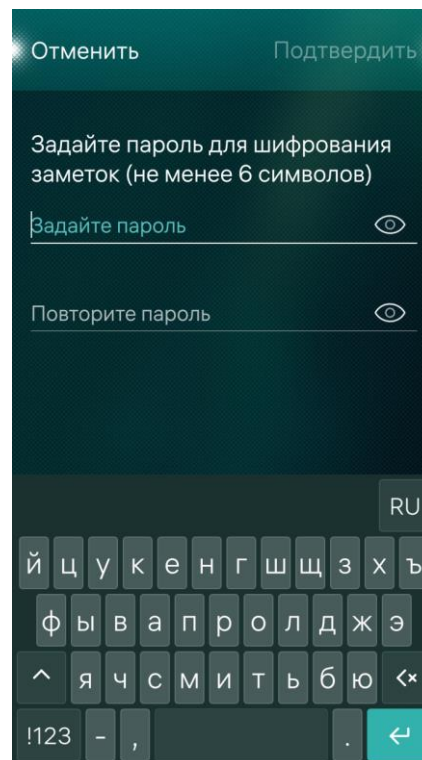 Отменить Подтвердить
Задайте пароль для шифрования
заметок (не менее 6 символов)
Задайте пароль
Повторите пароль
RU
й ц у к е н г ш щ з х ъ
ф ы в а п р о л д ж э
я ч с м и т ь б ю
!123 - , .